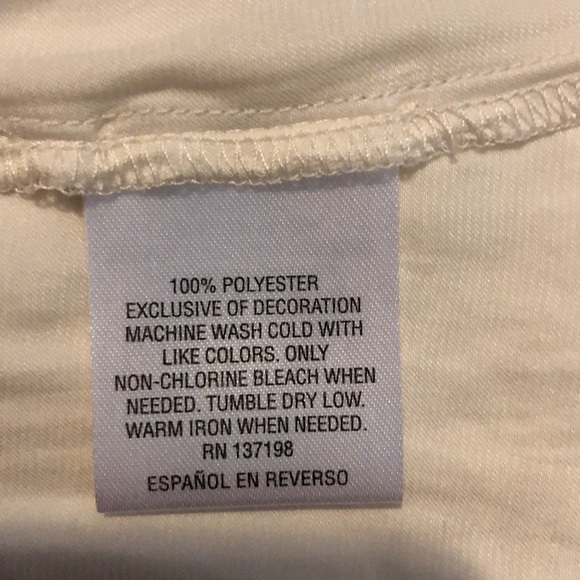 100% POLYESTER
EXCLUSIVE OF DECORATION
MACHINE WASH COLD WITH
LIKE COLORS. ONLY
NON-CHLORINE BLEACH WHEN
NEEDED. TUMBLE DRY LOW.
WARM IRON WHEN NEEDED.
RN 137198
ESPAÑOL EN REVERSO